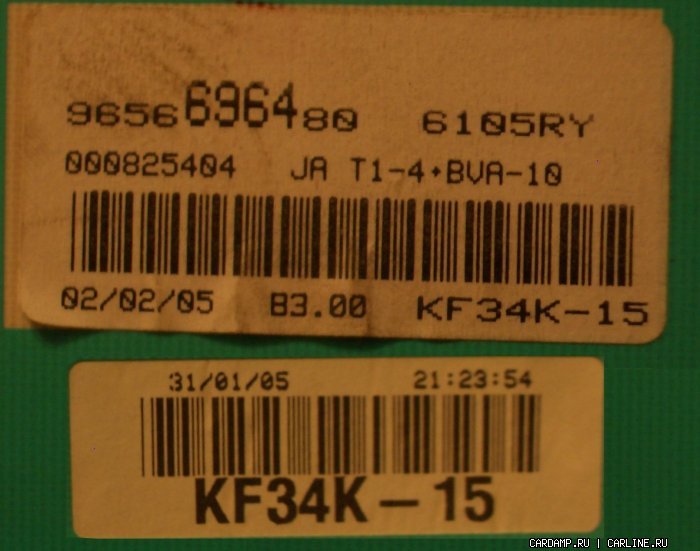 9656696480 6105RY
000825404 JA T1-4+BVA-10
02/02/05 B3.00 KF34K-15
31/01/05 21:23:54
KF34K-15
CARDAMP.RU | CARLINE.RU